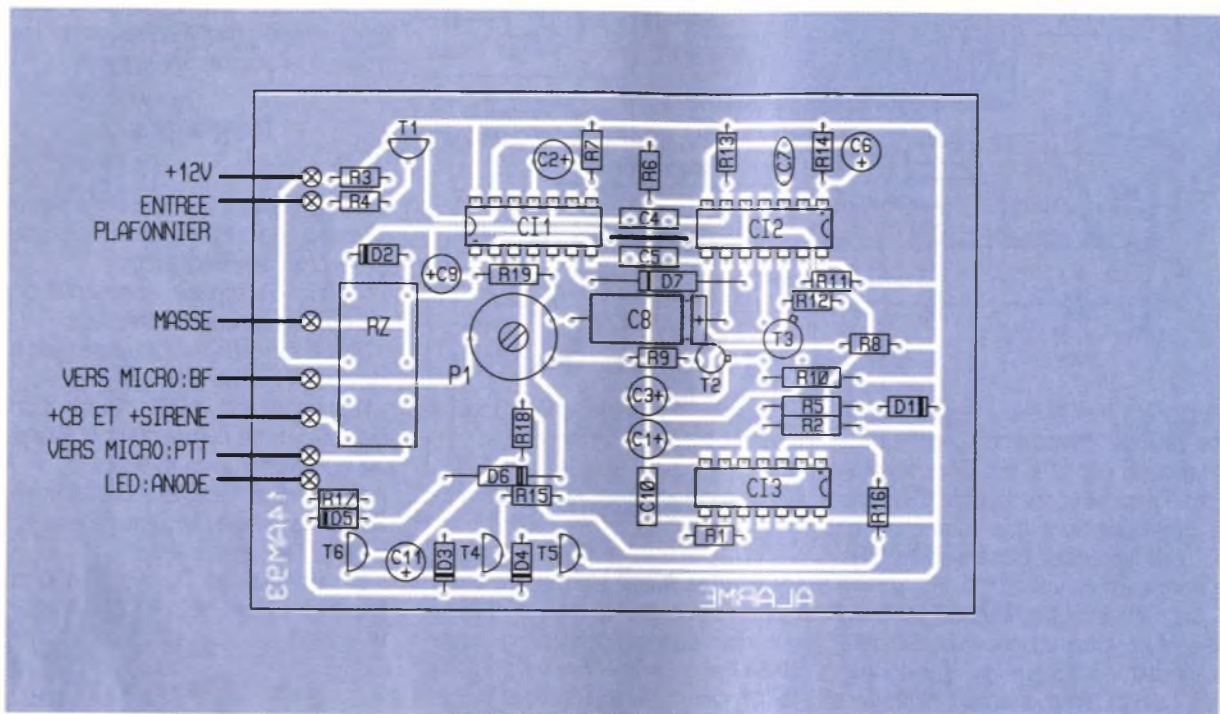 +12V
ENTREE
PLAFONNIER
MASSE
VERS MICRO:BF
+CB ET +SIRENE
VERS MICRO:PTT
LED:ANODE
T1
R3
R4
D2
RZ
+C9
C2+
R7
R6
R13
C7
R14
C6
+
CI1
C4
CI2
C5
R19
D7
R11
R12
C8
+
T3
R8
P1
R9
T2
R10
C3+
R5
D1
R2
R18
C1+
D6
R15
C10
CI3
R16
R17
D5
R1
T6
C11
+
D3
T4
D4
T5
14AM93
ALARME